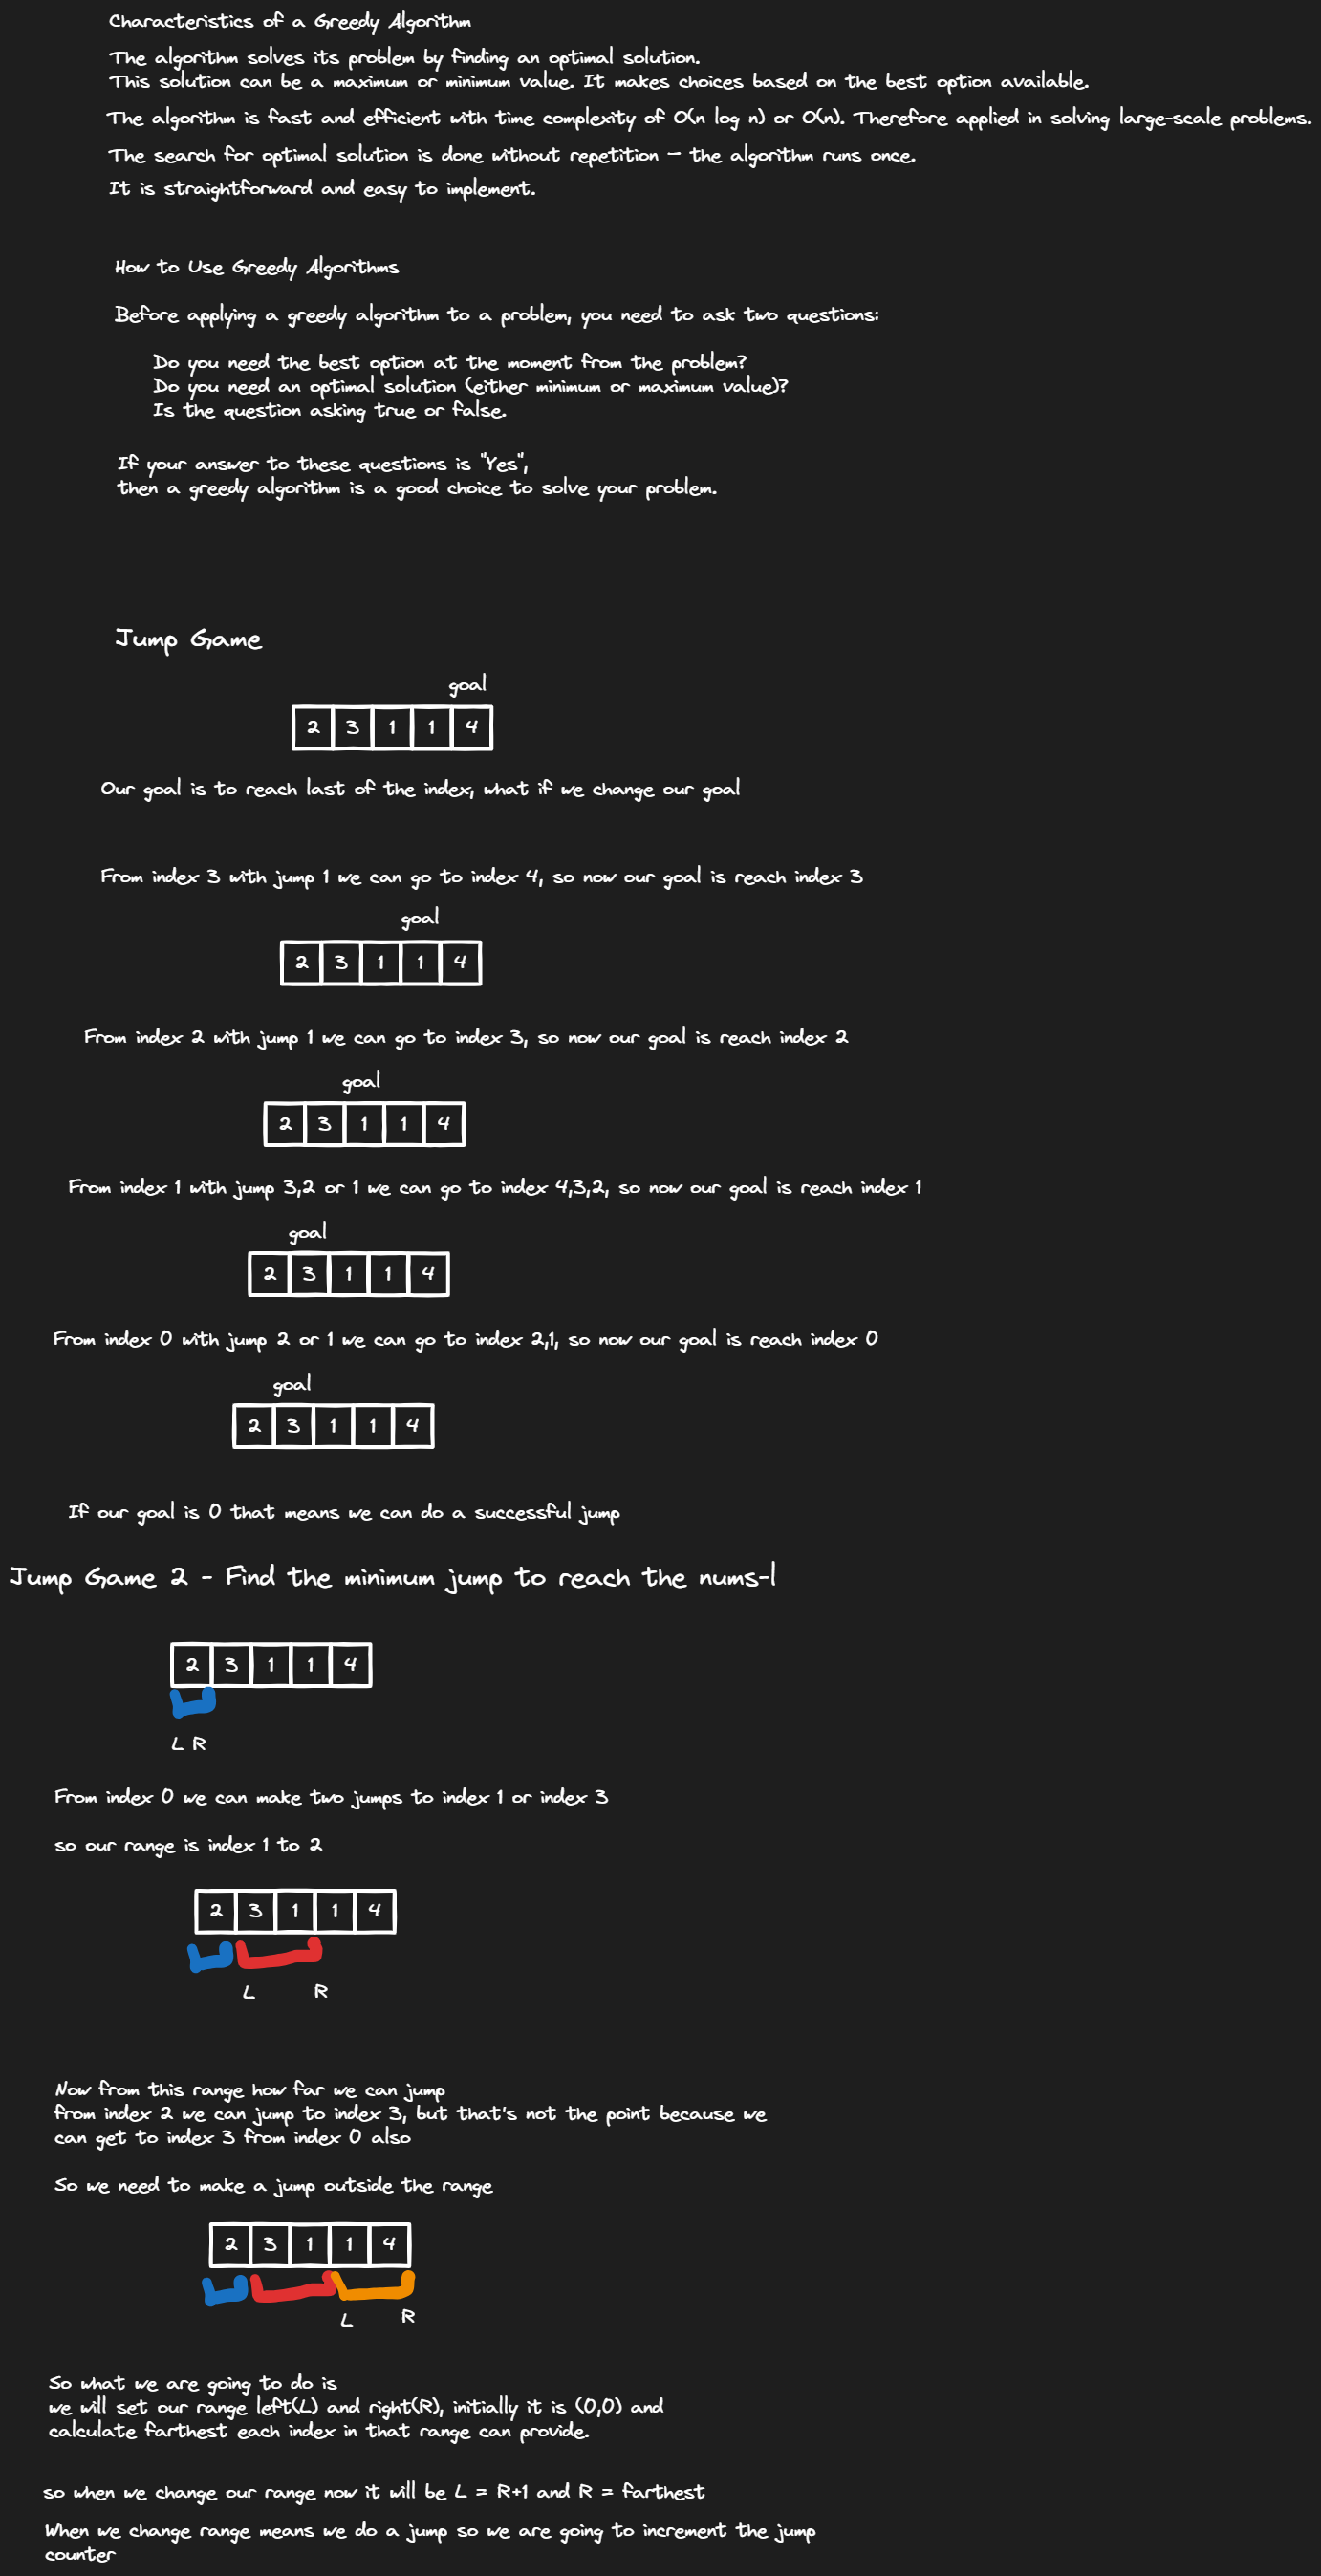 Characteristics of a Greedy Algorithm
The algorithm solves its problem by finding an optimal solution.
This solution can be a maximum or minimum value. It makes choices based on the best option available.
The algorithm is fast and efficient with time complexity of O(n log n) or O(n). Therefore applied in solving large-scale problems.
The search for optimal solution is done without repetition – the algorithm runs once.
It is straightforward and easy to implement.
How to Use Greedy Algorithms
Before applying a greedy algorithm to a problem, you need to ask two questions:
Do you need the best option at the moment from the problem?
Do you need an optimal solution (either minimum or maximum value)?
Is the question asking true or false.
If your answer to these questions is "Yes",
then a greedy algorithm is a good choice to solve your problem.
Jump Game
goal
2 3 1 1 4
Our goal is to reach last of the index, what if we change our goal
From index 3 with jump 1 we can go to index 4, so now our goal is reach index 3
goal
2 3 1 1 4
From index 2 with jump 1 we can go to index 3, so now our goal is reach index 2
goal
2 3 1 1 4
From index 1 with jump 3,2 or 1 we can go to index 4,3,2, so now our goal is reach index 1
goal
2 3 1 1 4
From index 0 with jump 2 or 1 we can go to index 2,1, so now our goal is reach index 0
goal
2 3 1 1 4
If our goal is 0 that means we can do a successful jump
Jump Game 2 - Find the minimum jump to reach the nums-1
2 3 1 1 4
L R
From index 0 we can make two jumps to index 1 or index 3
so our range is index 1 to 2
2 3 1 1 4
L R
Now from this range how far we can jump
from index 2 we can jump to index 3, but that's not the point because we
can get to index 3 from index 0 also
So we need to make a jump outside the range
2 3 1 1 4
L R
So what we are going to do is
we will set our range left(L) and right(R), initially it is (0,0) and
calculate farthest each index in that range can provide.
so when we change our range now it will be L = R+1 and R = farthest
When we change range means we do a jump so we are going to increment the jump
counter